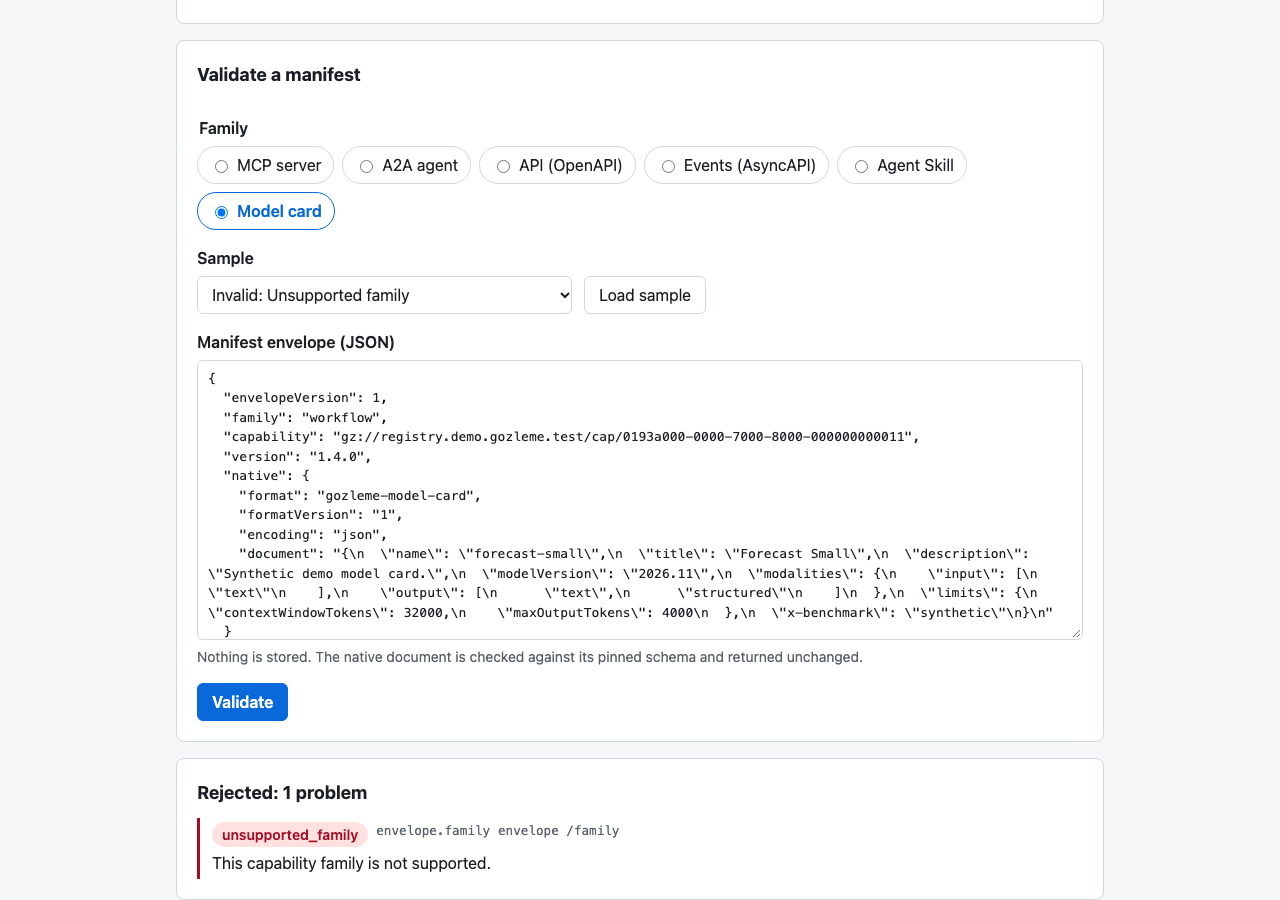 Validate a manifest
Family
MCP server
A2A agent
API (OpenAPI)
Events (AsyncAPI)
Agent Skill
Model card
Sample
Invalid: Unsupported family
Load sample
Manifest envelope (JSON)
{
  "envelopeVersion": 1,
  "family": "workflow",
  "capability": "gz://registry.demo.gozleme.test/cap/0193a000-0000-7000-8000-000000000011",
  "version": "1.4.0",
  "native": {
    "format": "gozleme-model-card",
    "formatVersion": "1",
    "encoding": "json",
    "document": "{\n  \"name\": \"forecast-small\",\n  \"title\": \"Forecast Small\",\n  \"description\":
\"Synthetic demo model card.\",\n  \"modelVersion\": \"2026.11\",\n  \"modalities\": {\n    \"input\": [\n
\"text\"\n    ],\n    \"output\": [\n      \"text\",\n      \"structured\"\n    ]\n  },\n  \"limits\": {\n
\"contextWindowTokens\": 32000,\n    \"maxOutputTokens\": 4000\n  },\n  \"x-benchmark\": \"synthetic\"\n}\n"
  }
Nothing is stored. The native document is checked against its pinned schema and returned unchanged.
Validate
Rejected: 1 problem
unsupported_family envelope.family envelope /family
This capability family is not supported.